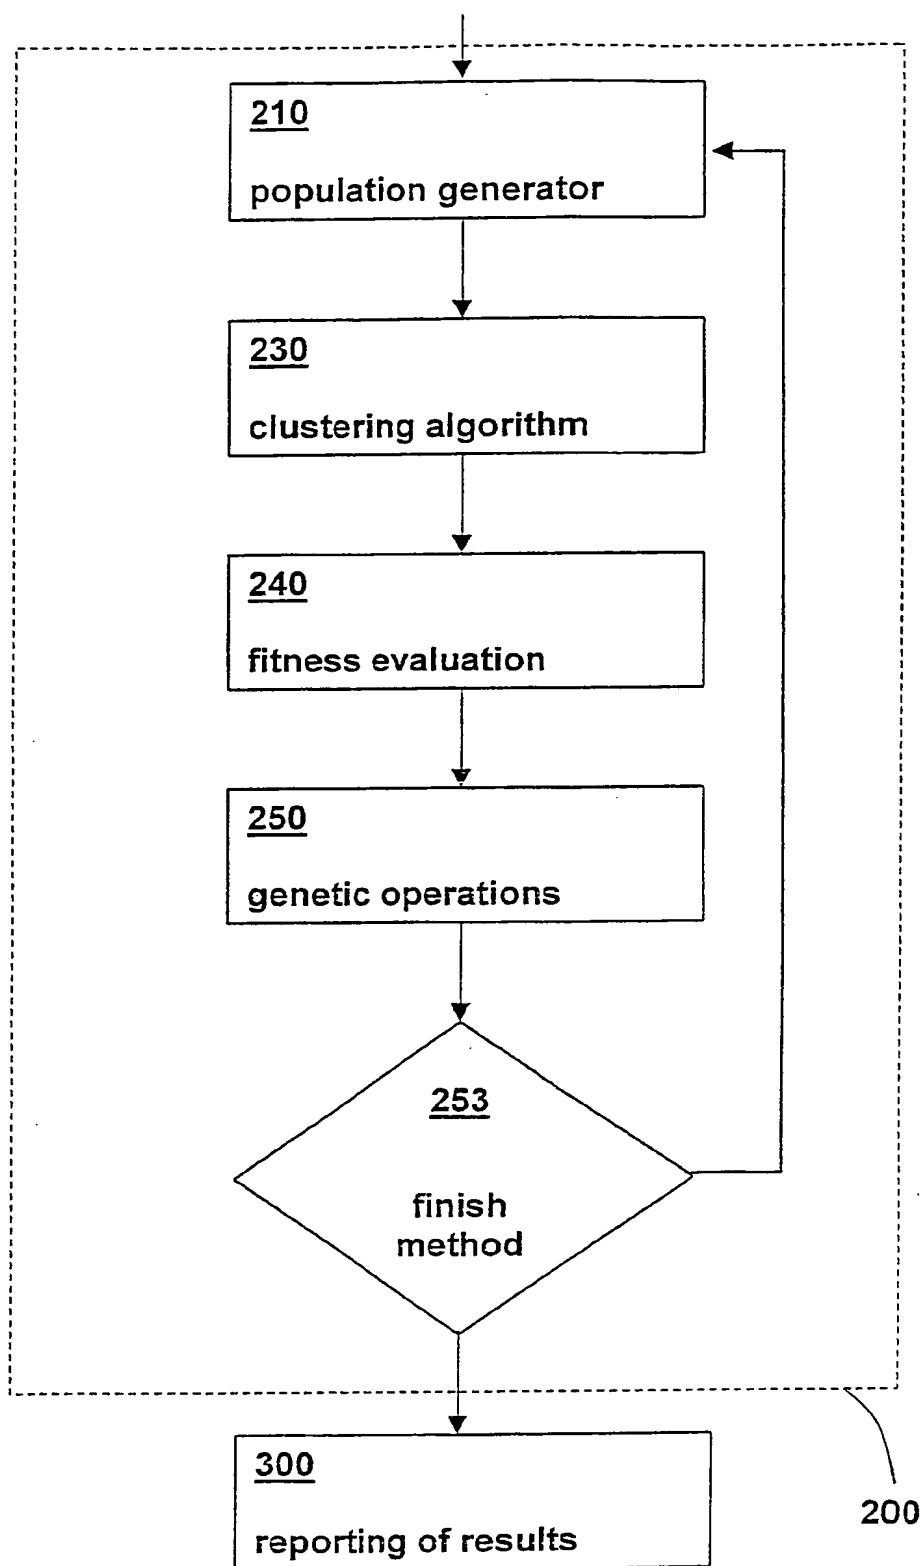 210
population generator
230
clustering algorithm
240
fitness evaluation
250
genetic operations
253
finish
method
300
reporting of results
200